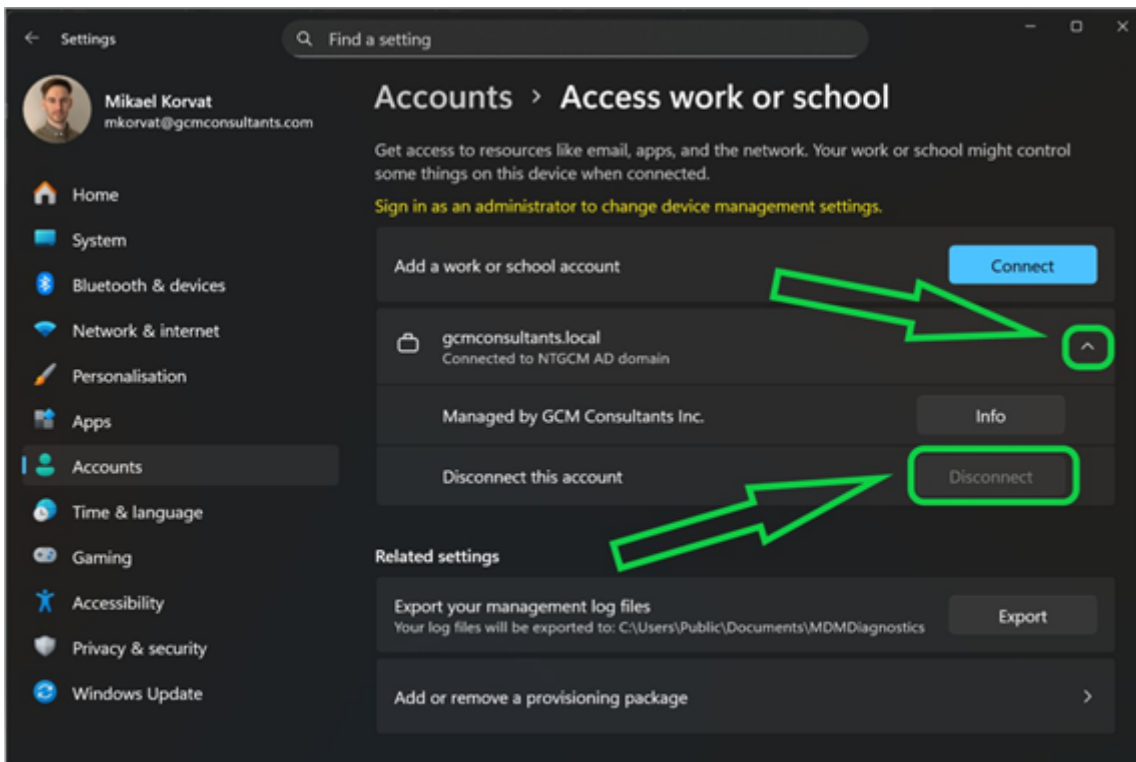 Settings
Find a setting
Mikael Korvat
mkorvat@gcmconsultants.com
Home
System
Bluetooth & devices
Network & internet
Personalisation
Apps
Accounts
Time & language
Gaming
Accessibility
Privacy & security
Windows Update
Accounts > Access work or school
Get access to resources like email, apps, and the network. Your work or school might control
some things on this device when connected.
Sign in as an administrator to change device management settings.
Add a work or school account
Connect
gcmconsultants.local
Connected to NTGCM AD domain
Managed by GCM Consultants Inc.
Info
Disconnect this account
Disconnect
Related settings
Export your management log files
Your log files will be exported to: C:\Users\Public\Documents\MDMDiagnostics
Export
Add or remove a provisioning package